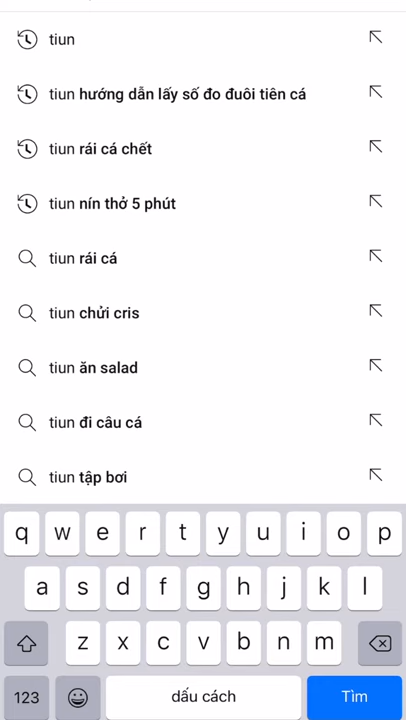 tiun
tiun hướng dẫn lấy số đo đuôi tiên cá
tiun rái cá chết
tiun nín thở 5 phút
tiun rái cá
tiun chửi cris
tiun ăn salad
tiun đi câu cá
tiun tập bơi
q w e r t y u i o p
a s d f g h j k l
z x c v b n m
123 dấu cách Tìm